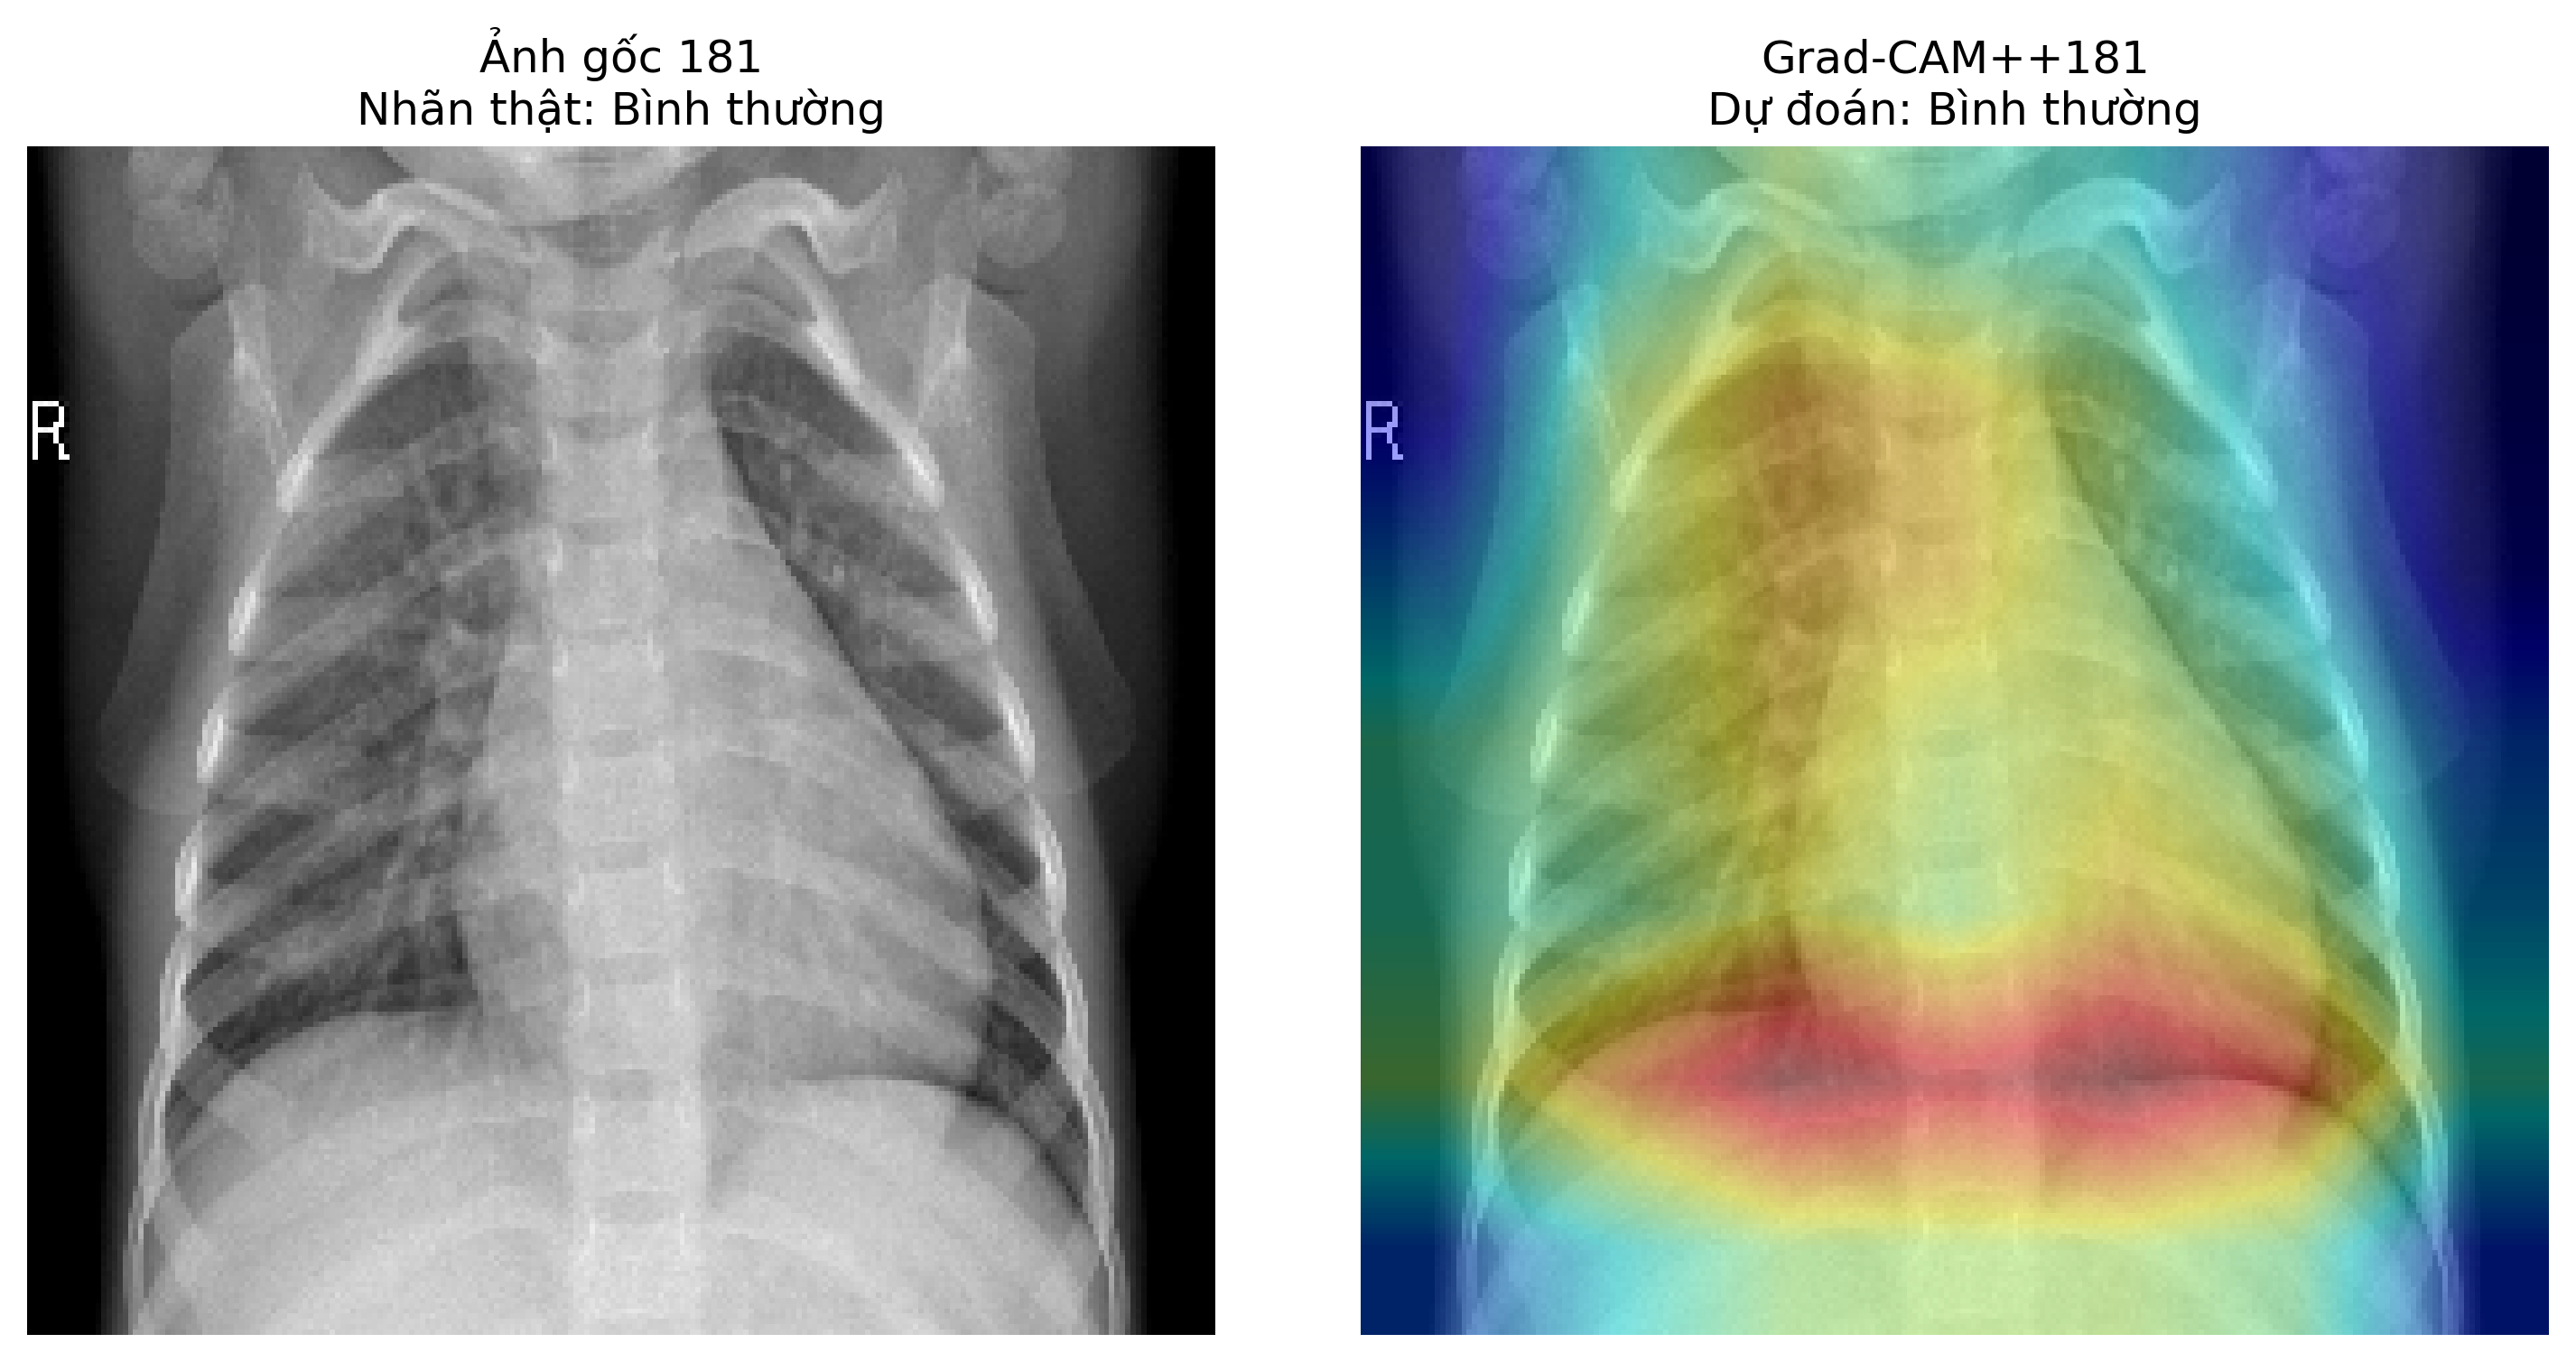 Ảnh gốc 181
Nhãn thật: Bình thường
Grad-CAM++181
Dự đoán: Bình thường
R
R